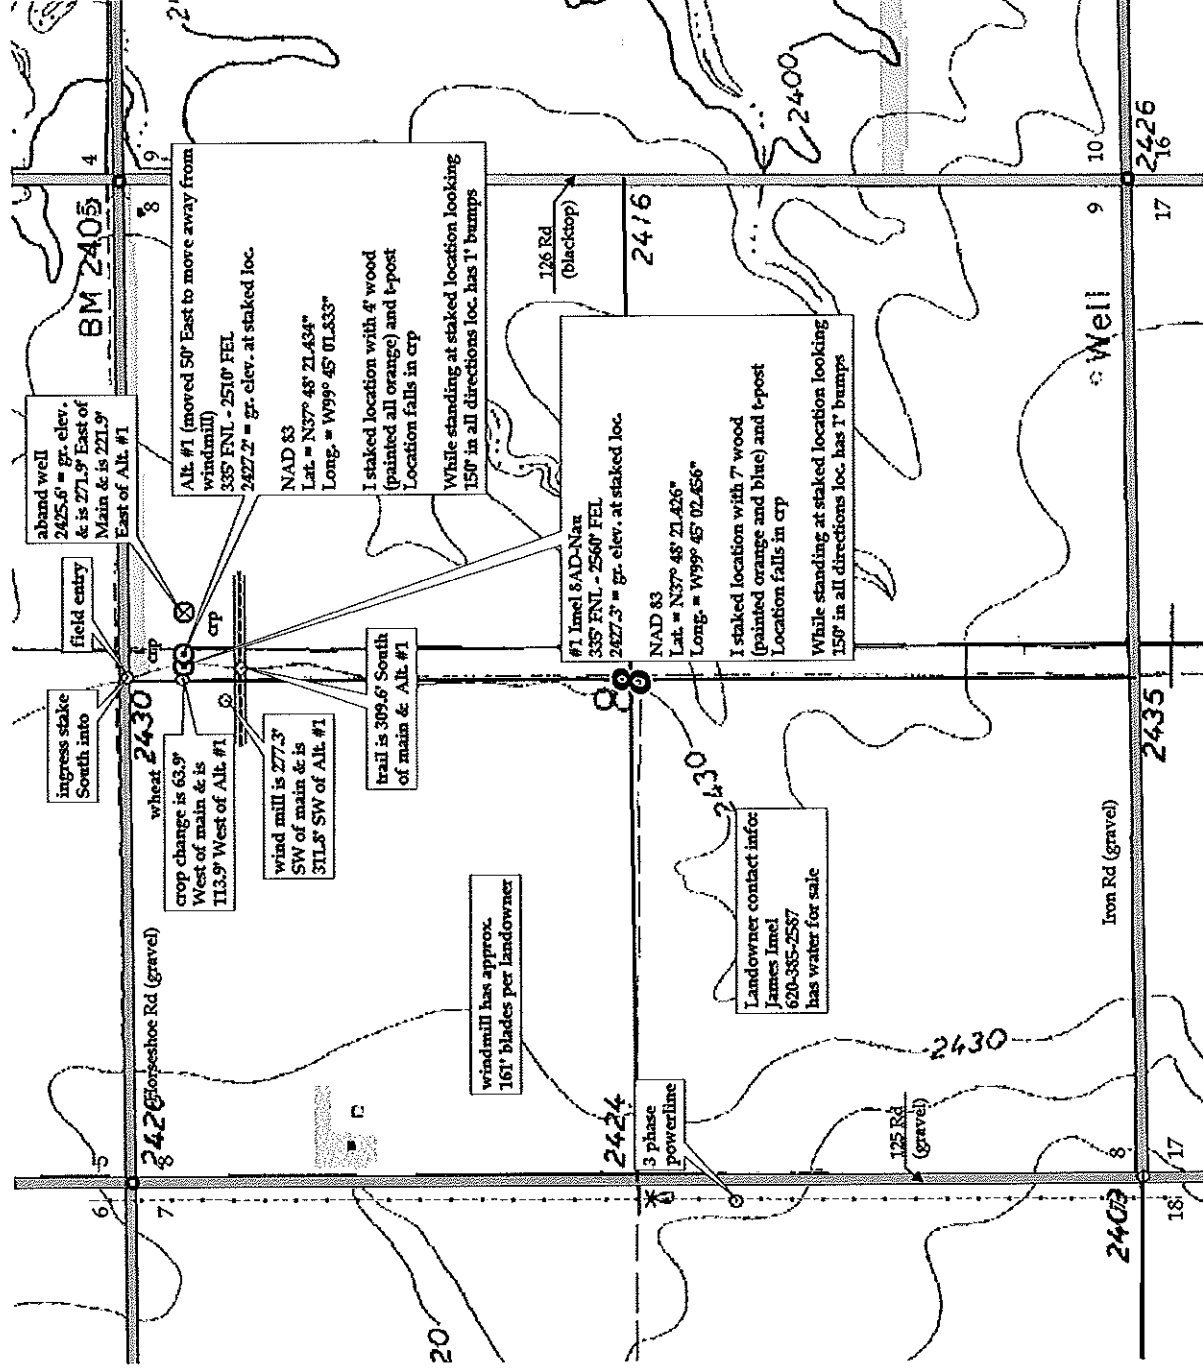 6
5
7
8
2426
Horseshoe Rd (gravel)
wheat
2430
ingress stake
South into
field entry
crp
crp
aband well
2425.6' = gr. elev.
& is 271.9' East of
Main & is 221.9'
East of Alt. #1
BM 2405
4
8
9
crop change is 63.9'
West of main & is
113.9' West of Alt. #1
wind mill is 277.3'
SW of main & is
311.8' SW of Alt. #1
trail is 309.6' South
of main & Alt. #1
Alt. #1 (moved 50' East to move away from
windmill)
335' FNL - 2510' FEL
2427.2' = gr. elev. at staked loc.
NAD 83
Lat. = N37° 48' 21.434"
Long. = W99° 45' 01.833"
I staked location with 4' wood
(painted all orange) and t-post
Location falls in crp
While standing at staked location looking
150' in all directions loc. has 1' bumps
windmill has approx.
161' blades per landowner
126 Rd
(blacktop)
2416
2424
20
3 phase
powerline
#1 Imel 8AD-Nau
335' FNL - 2560' FEL
2427.3' = gr. elev. at staked loc.
NAD 83
Lat. = N37° 48' 21.426"
Long. = W99° 45' 02.456"
I staked location with 7' wood
(painted orange and blue) and t-post
Location falls in crp
While standing at staked location looking
150' in all directions loc. has 1' bumps
2430
2400
Landowner contact info:
James Imel
620-385-2587
has water for sale
2430
125 Rd
(gravel)
Iron Rd (gravel)
Well
8
17
18
2403
2435
9
10
17
16
2426